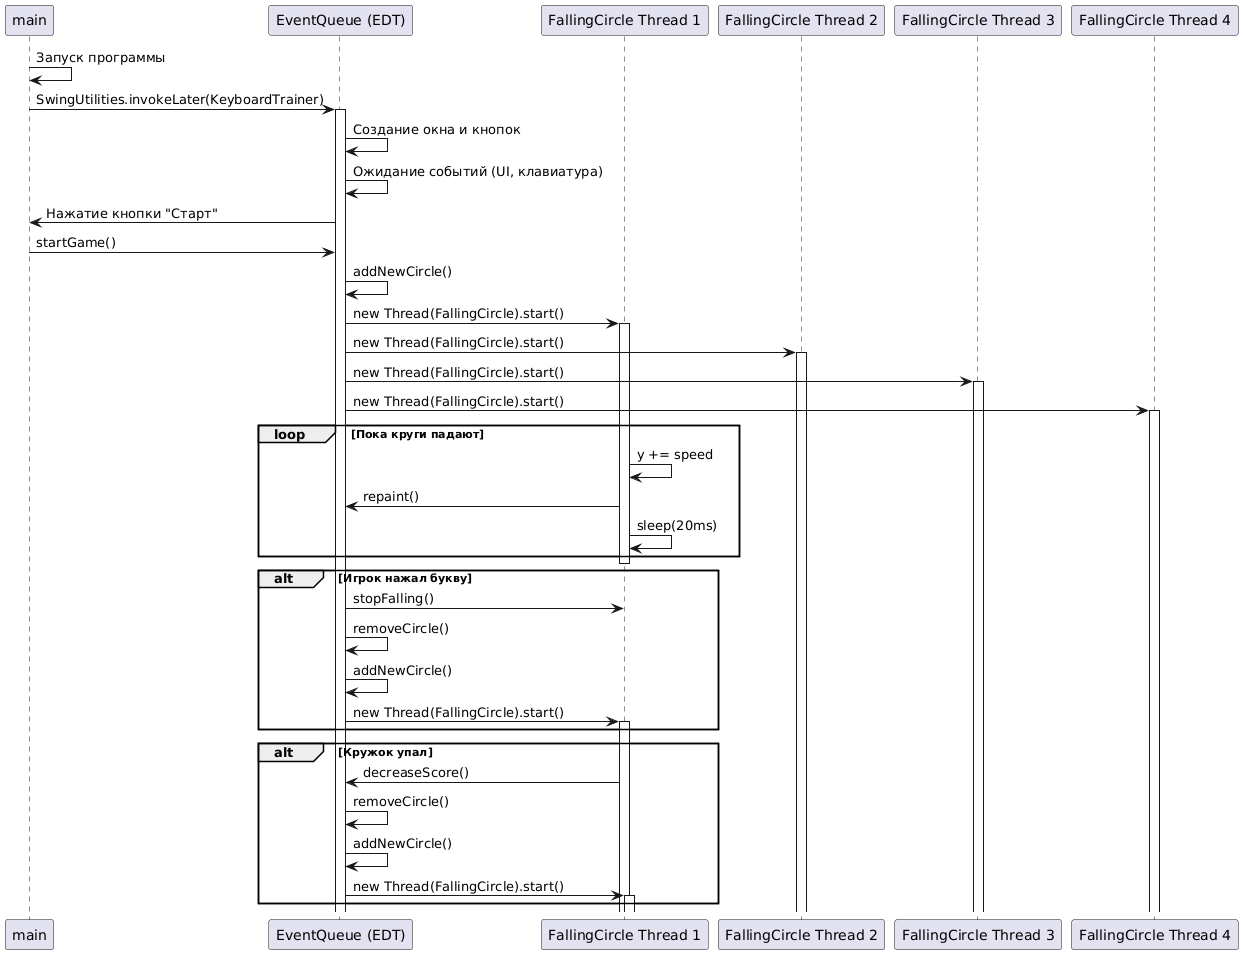 main
EventQueue (EDT)
FallingCircle Thread 1
FallingCircle Thread 2
FallingCircle Thread 3
FallingCircle Thread 4
Запуск программы
SwingUtilities.invokeLater(KeyboardTrainer)
Создание окна и кнопок
Ожидание событий (UI, клавиатура)
Нажатие кнопки "Старт"
startGame()
addNewCircle()
new Thread(FallingCircle).start()
new Thread(FallingCircle).start()
new Thread(FallingCircle).start()
new Thread(FallingCircle).start()
loop [Пока круги падают]
y += speed
repaint()
sleep(20ms)
alt [Игрок нажал букву]
stopFalling()
removeCircle()
addNewCircle()
new Thread(FallingCircle).start()
alt [Кружок упал]
decreaseScore()
removeCircle()
addNewCircle()
new Thread(FallingCircle).start()
main
EventQueue (EDT)
FallingCircle Thread 1
FallingCircle Thread 2
FallingCircle Thread 3
FallingCircle Thread 4